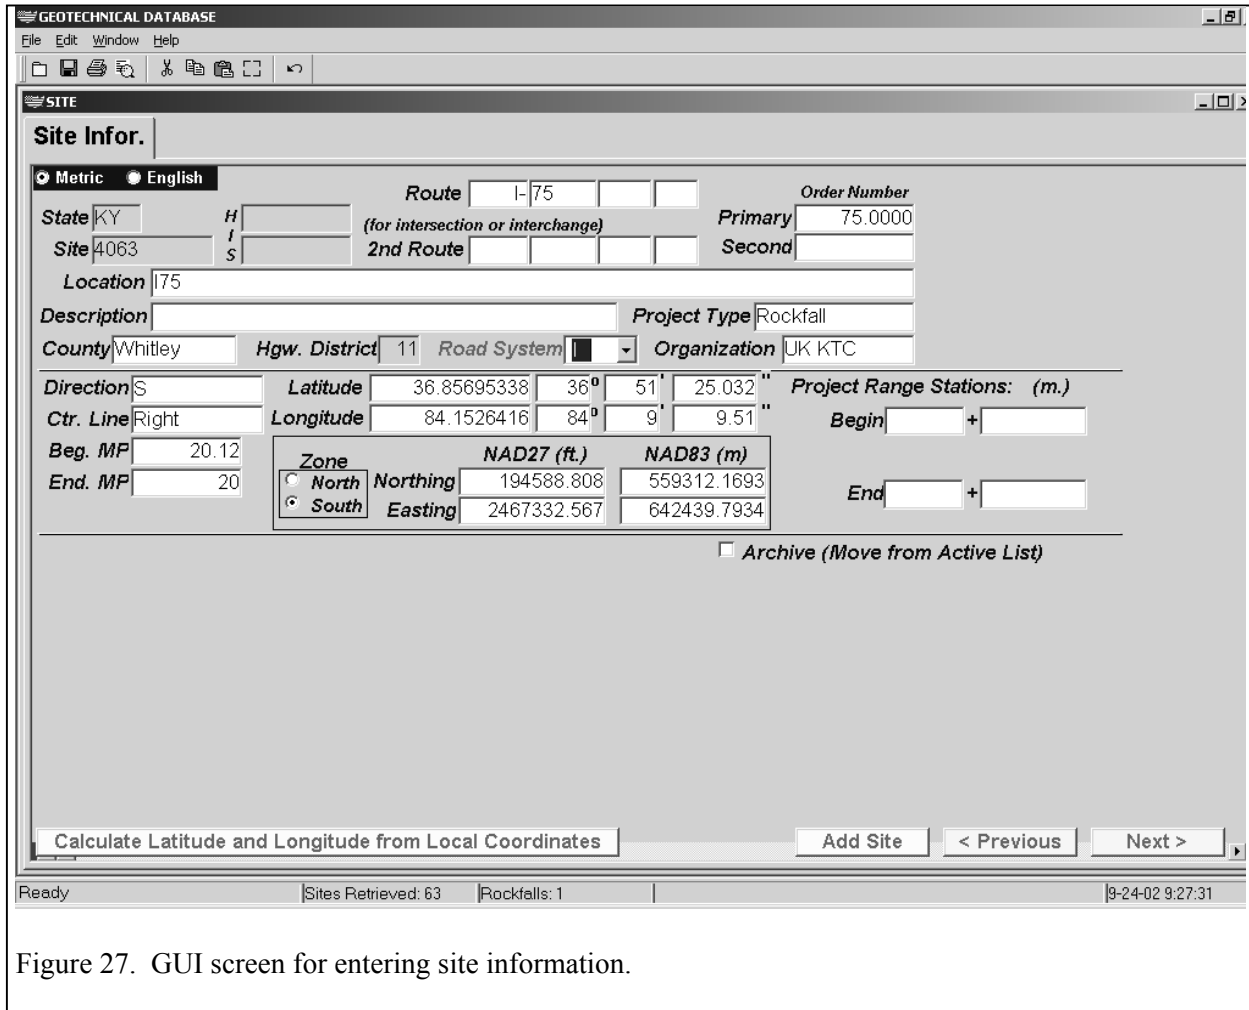 GEOTECHNICAL DATABASE
File Edit Window Help
SITE
Site Infor.
Metric English
Route I- 75 Order Number
State KY H (for intersection or interchange) Primary 75.0000
Site 4063 I S 2nd Route Second
Location I75
Description Project Type Rockfall
County Whitley Hgw. District 11 Road System Organization UK KTC
Direction S Latitude 36.85695338 36 º 51 ' 25.032 " Project Range Stations: (m.)
Ctr. Line Right Longitude 84.1526416 84 º 9 ' 9.51 " Begin +
Beg. MP 20.12 Zone NAD27 (ft.) NAD83 (m)
End. MP 20 North Northing 194588.808 559312.1693 End +
South Easting 2467332.567 642439.7934
Archive (Move from Active List)
Calculate Latitude and Longitude from Local Coordinates Add Site < Previous Next >
Ready Sites Retrieved: 63 Rockfalls: 1 9-24-02 9:27:31
Figure 27. GUI screen for entering site information.